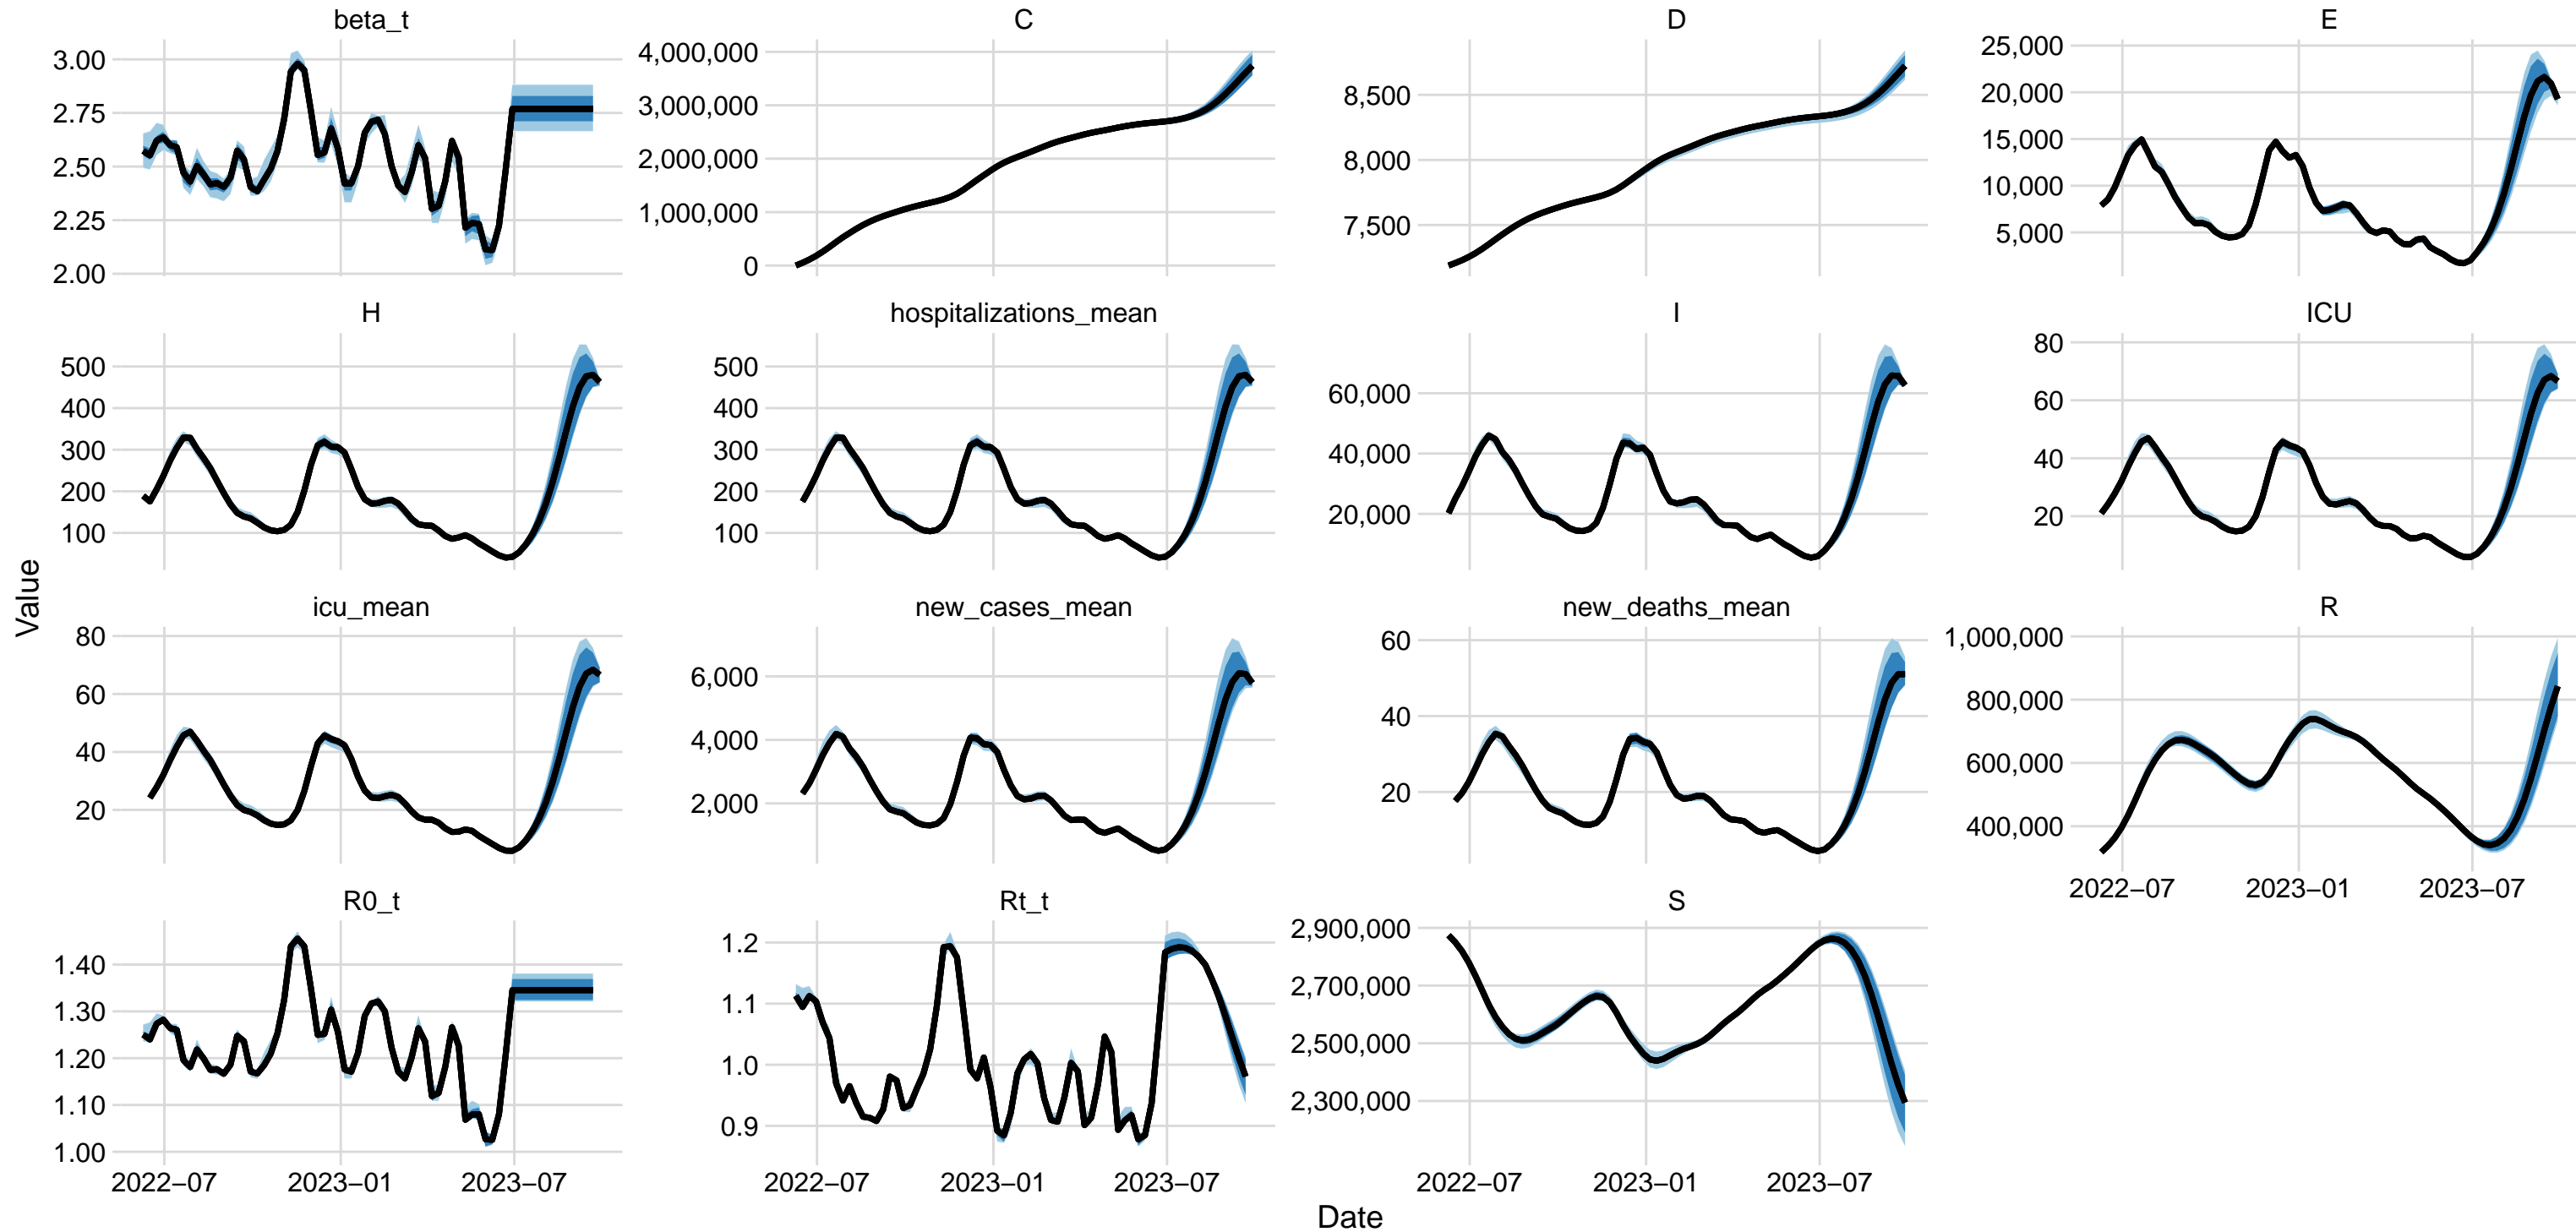 beta_t
3.00
2.75
2.50
2.25
2.00
C
4,000,000
3,000,000
2,000,000
1,000,000
0
D
8,500
8,000
7,500
E
25,000
20,000
15,000
10,000
5,000
H
500
400
300
200
100
hospitalizations_mean
500
400
300
200
100
I
60,000
40,000
20,000
ICU
80
60
40
20
Value
icu_mean
80
60
40
20
new_cases_mean
6,000
4,000
2,000
new_deaths_mean
60
40
20
R
1,000,000
800,000
600,000
400,000
2022−07 2023−01 2023−07
R0_t
1.40
1.30
1.20
1.10
1.00
2022−07 2023−01 2023−07
Rt_t
1.2
1.1
1.0
0.9
2022−07 2023−01 2023−07
S
2,900,000
2,700,000
2,500,000
2,300,000
2022−07 2023−01 2023−07
Date